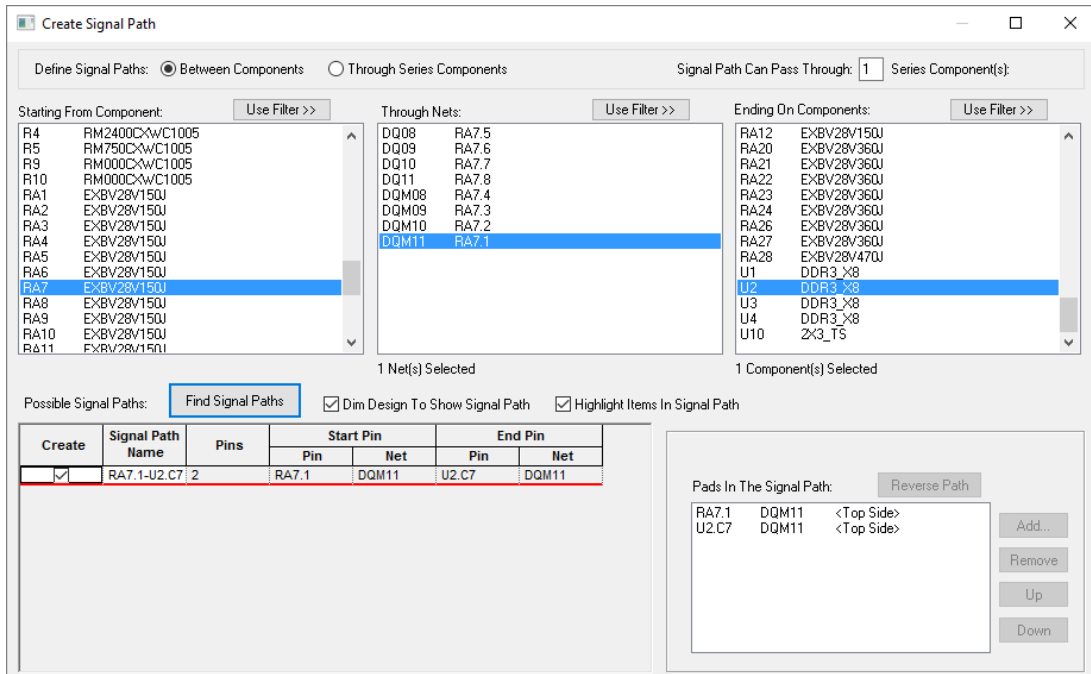 Create Signal Path
Define Signal Paths: Between Components Through Series Components Signal Path Can Pass Through: 1 Series Component(s):
Starting From Component: Use Filter >>
R4 RM2400CXWC1005
R5 RM750CXWC1005
R9 RM000CXWC1005
R10 RM000CXWC1005
RA1 EXBV28V150J
RA2 EXBV28V150J
RA3 EXBV28V150J
RA4 EXBV28V150J
RA5 EXBV28V150J
RA6 EXBV28V150J
RA7 EXBV28V150J
RA8 EXBV28V150J
RA9 EXBV28V150J
RA10 EXBV28V150J
RA11 EXBV28V150J
Through Nets: Use Filter >>
DQ08 RA7.5
DQ09 RA7.6
DQ10 RA7.7
DQ11 RA7.8
DQM08 RA7.4
DQM09 RA7.3
DQM10 RA7.2
DQM11 RA7.1
1 Net(s) Selected
Ending On Components: Use Filter >>
RA12 EXBV28V150J
RA20 EXBV28V360J
RA21 EXBV28V360J
RA22 EXBV28V360J
RA23 EXBV28V360J
RA24 EXBV28V360J
RA26 EXBV28V360J
RA27 EXBV28V360J
RA28 EXBV28V470J
U1 DDR3_X8
U2 DDR3_X8
U3 DDR3_X8
U4 DDR3_X8
U10 2X3_TS
1 Component(s) Selected
Possible Signal Paths: Find Signal Paths Dim Design To Show Signal Path Highlight Items In Signal Path
Create Signal Path Name Pins Start Pin End Pin
Pin Net Pin Net
RA7.1-U2.C7 2 RA7.1 DQM11 U2.C7 DQM11
Pads In The Signal Path: Reverse Path
RA7.1 DQM11 <Top Side>
U2.C7 DQM11 <Top Side>
Add...
Remove
Up
Down